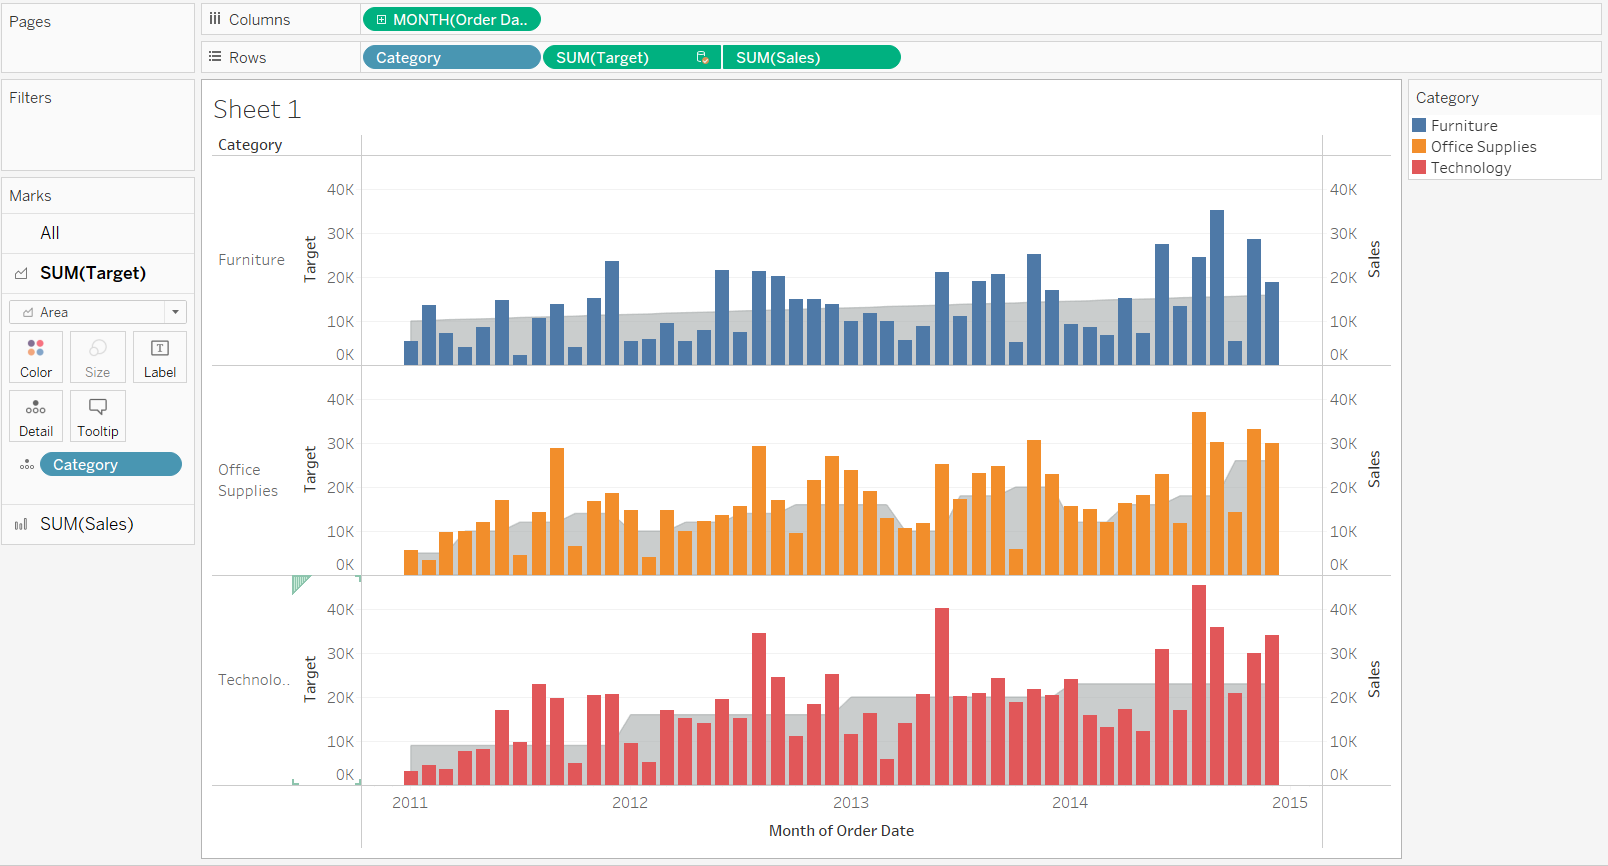 Pages
Columns
MONTH(Order Da..
Rows
Category
SUM(Target)
SUM(Sales)
Filters
Marks
All
SUM(Target)
Area
Color
Size
Label
Detail
Tooltip
Category
SUM(Sales)
Sheet 1
Category
Furniture
Target
40K
30K
20K
10K
0K
40K
30K
20K
10K
0K
Sales
Office
Supplies
Target
40K
30K
20K
10K
0K
40K
30K
20K
10K
0K
Sales
Technolo..
Target
40K
30K
20K
10K
0K
40K
30K
20K
10K
0K
Sales
2011
2012
2013
2014
2015
Month of Order Date
Category
Furniture
Office Supplies
Technology